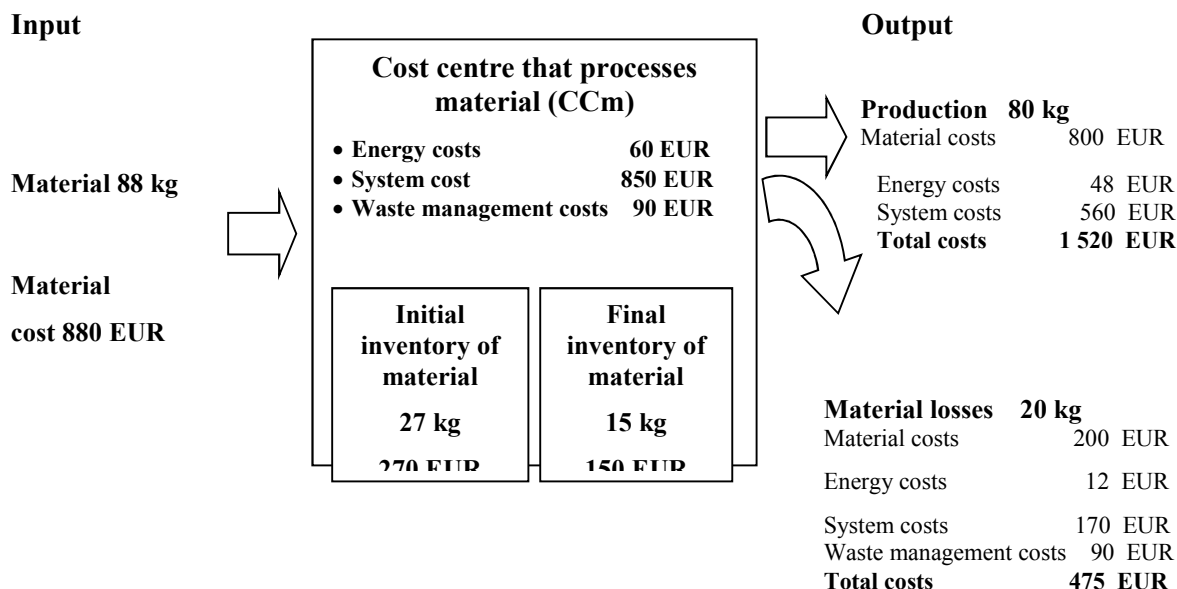 Input
Material 88 kg
Material
cost 880 EUR
Cost centre that processes
material (CCm)
• Energy costs 60 EUR
• System cost 850 EUR
• Waste management costs 90 EUR
Initial
inventory of
material
27 kg
270 EUR
Final
inventory of
material
15 kg
150 EUR
Output
Production 80 kg
Material costs 800 EUR
Energy costs 48 EUR
System costs 560 EUR
Total costs 1 520 EUR
Material losses 20 kg
Material costs 200 EUR
Energy costs 12 EUR
System costs 170 EUR
Waste management costs 90 EUR
Total costs 475 EUR